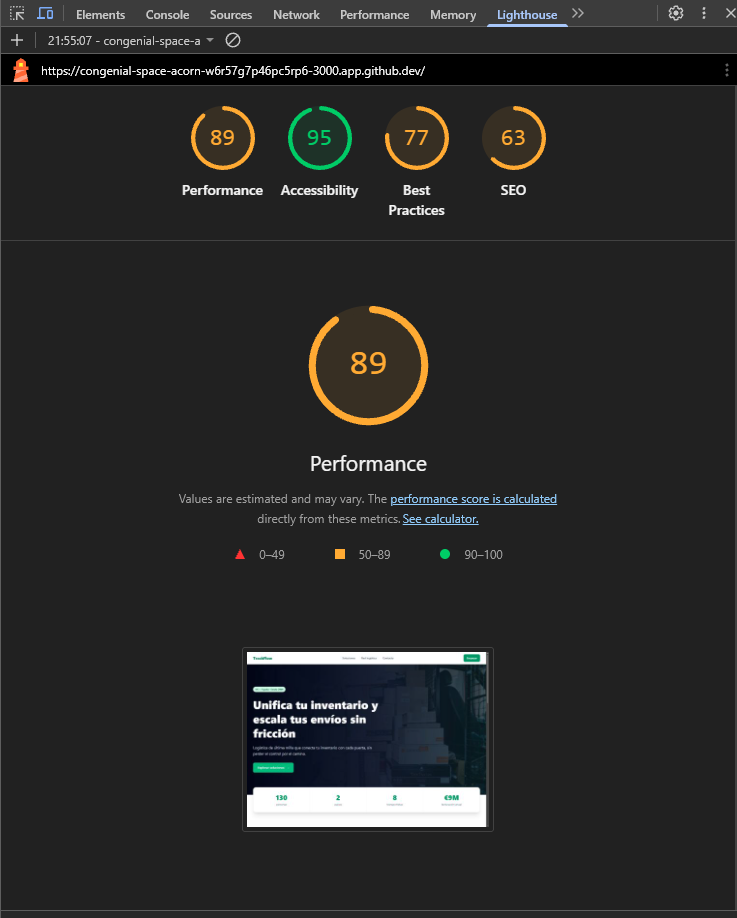 Elements Console Sources Network Performance Memory Lighthouse
21:55:07 - congenial-space-a
https://congenial-space-acorn-w6r57g7p46pc5rp6-3000.app.github.dev/
89 95 77 63
Performance Accessibility Best Practices SEO
89
Performance
Values are estimated and may vary. The performance score is calculated
directly from these metrics. See calculator.
0–49 50–89 90–100
TrackFlow
Unifica tu inventario y
escala tus envíos sin
fricción
130 2 8 €9M